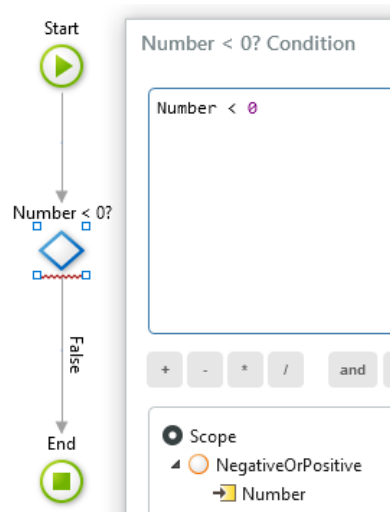 Start
Number < 0? Condition
Number < 0
Number < 0?
False
+ - * / and
End
Scope
NegativeOrPositive
Number